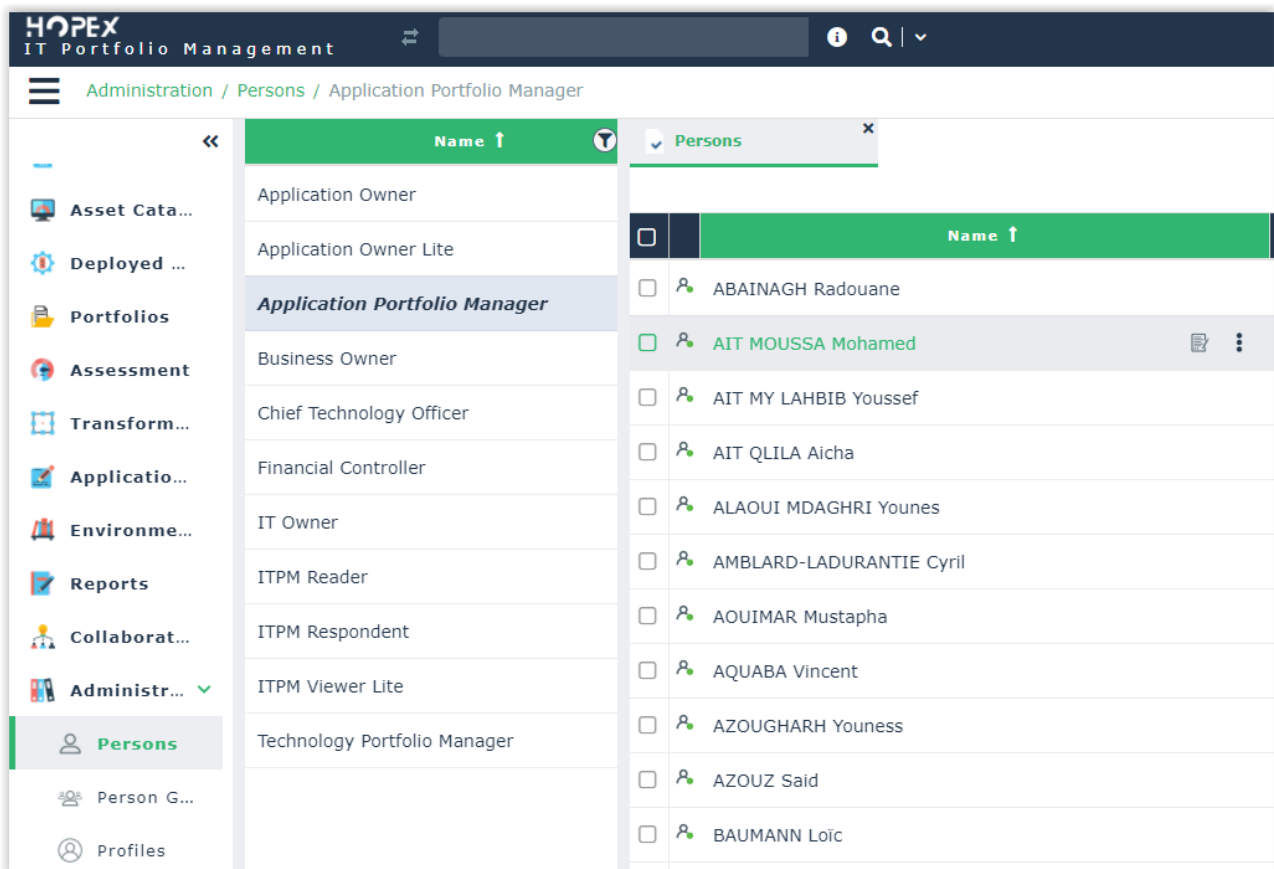 HOPEX
IT Portfolio Management
Administration / Persons / Application Portfolio Manager
Asset Cata...
Deployed ...
Portfolios
Assessment
Transform...
Applicatio...
Environme...
Reports
Collaborat...
Administr...
Persons
Person G...
Profiles
Name
Application Owner
Application Owner Lite
Application Portfolio Manager
Business Owner
Chief Technology Officer
Financial Controller
IT Owner
ITPM Reader
ITPM Respondent
ITPM Viewer Lite
Technology Portfolio Manager
Persons
Name
ABAINAGH Radouane
AIT MOUSSA Mohamed
AIT MY LAHBIB Youssef
AIT QLILA Aicha
ALAOUI MDAGHRI Younes
AMBLARD-LADURANTIE Cyril
AOUIMAR Mustapha
AQUABA Vincent
AZOUGHARH Youness
AZOUZ Said
BAUMANN Loïc